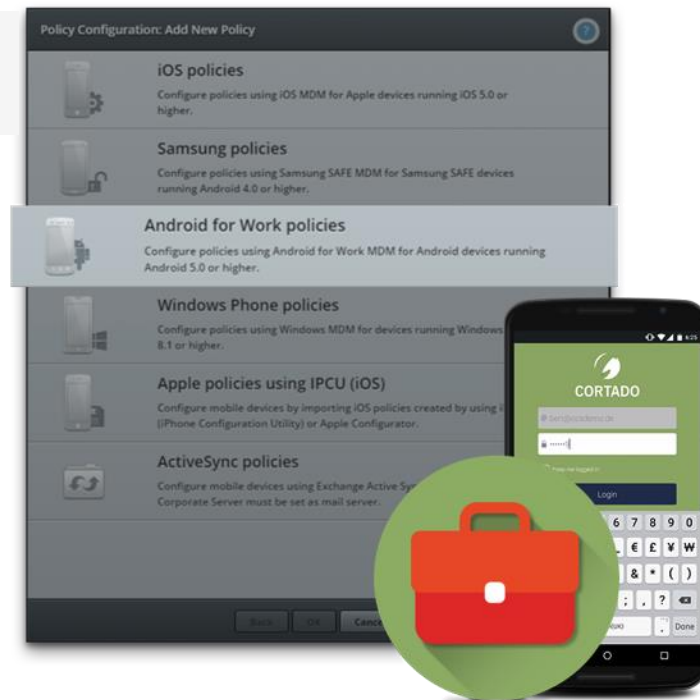 Policy Configuration: Add New Policy
?
iOS policies
Configure policies using iOS MDM for Apple devices running iOS 5.0 or
higher.
Samsung policies
Configure policies using Samsung SAFE MDM for Samsung SAFE devices
running Android 4.0 or higher.
Android for Work policies
Configure policies using Android for Work MDM for Android devices running
Android 5.0 or higher.
Windows Phone policies
Configure policies using Windows MDM for devices running Windows
8.1 or higher.
Apple policies using IPCU (iOS)
Configure mobile devices by importing iOS policies created by using
(iPhone Configuration Utility) or Apple Configurator.
ActiveSync policies
Configure mobile devices using Exchange Active
Corporate Server must be set as mail server.
Back OK
CORTADO
Login
6 7 8 9 0
€ £ ¥ ₩
& * ( )
; , ? 
Done